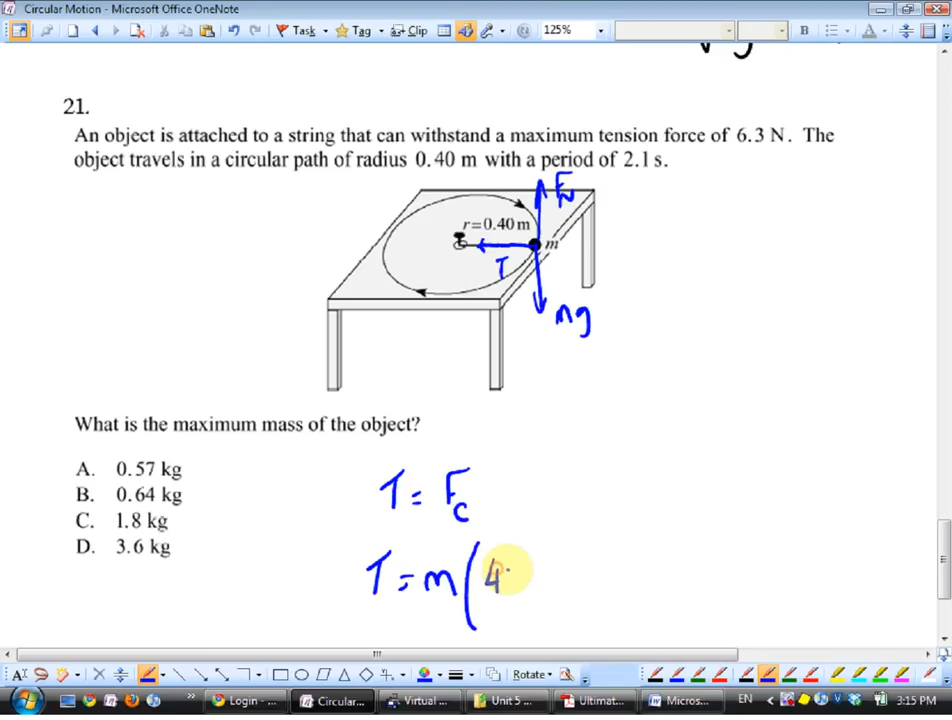 Circular Motion - Microsoft Office OneNote
Task Tag Clip 125% B A
21.
An object is attached to a string that can withstand a maximum tension force of 6.3 N. The
object travels in a circular path of radius 0.40 m with a period of 2.1 s.
FN
r=0.40 m
m
T
mg
What is the maximum mass of the object?
A. 0.57 kg
B. 0.64 kg
C. 1.8 kg
D. 3.6 kg
T = Fc
T = m(4
Rotate
Login - ... Circular... Virtual ... Unit 5 ... Ultimat... Micros... EN 3:15 PM